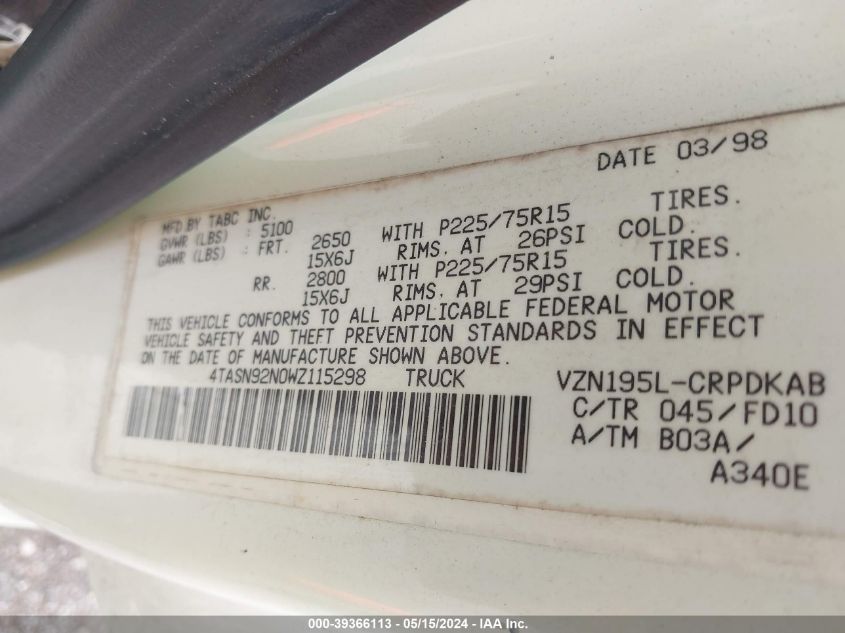 DATE 03/98
MFD BY TABC INC.
GVWR (LBS) : 5100
GAWR (LBS) : FRT. 2650 WITH P225/75R15 TIRES.
15X6J RIMS, AT 26PSI COLD.
RR. 2800 WITH P225/75R15 TIRES.
15X6J RIMS, AT 29PSI COLD.
THIS VEHICLE CONFORMS TO ALL APPLICABLE FEDERAL MOTOR
VEHICLE SAFETY AND THEFT PREVENTION STANDARDS IN EFFECT
ON THE DATE OF MANUFACTURE SHOWN ABOVE.
4TASN92N0WZ115298 TRUCK VZN195L-CRPDKAB
C/TR 045/FD10
A/TM B03A/
A340E
000-39366113 - 05/15/2024 - IAA Inc.